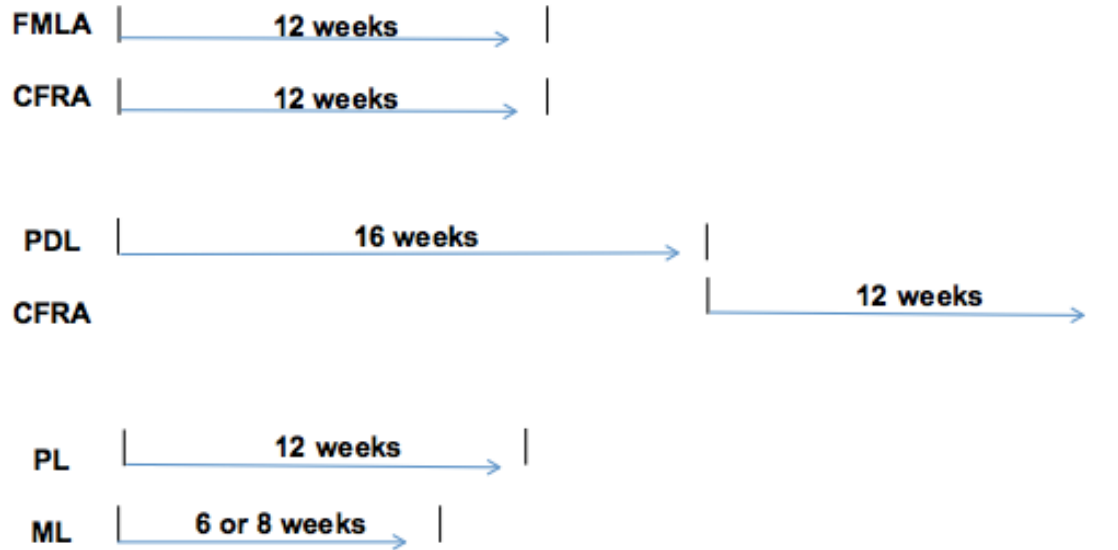 FMLA 12 weeks
CFRA 12 weeks
PDL 16 weeks
CFRA 12 weeks
PL 12 weeks
ML 6 or 8 weeks